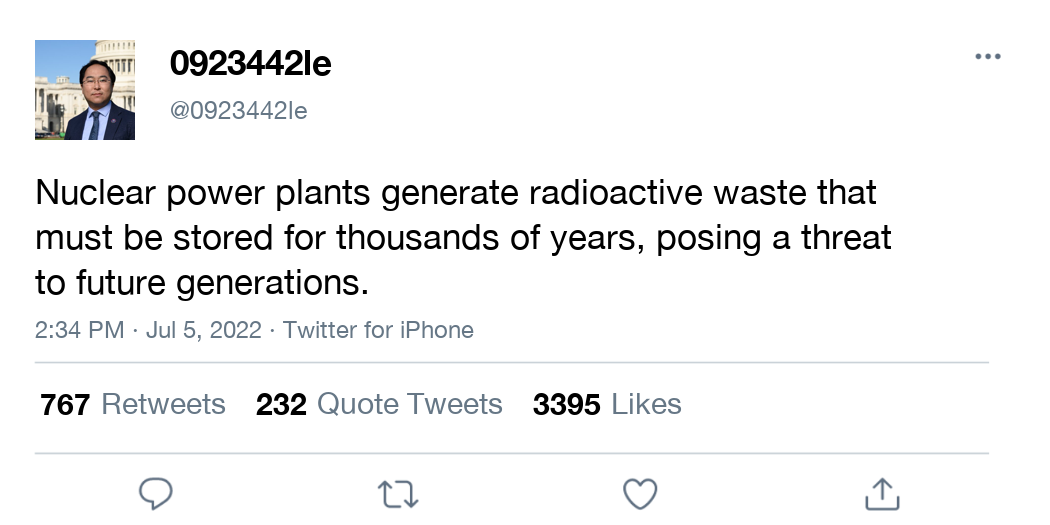 0923442le
@0923442le
Nuclear power plants generate radioactive waste that
must be stored for thousands of years, posing a threat
to future generations.
2:34 PM · Jul 5, 2022 · Twitter for iPhone
767 Retweets 232 Quote Tweets 3395 Likes